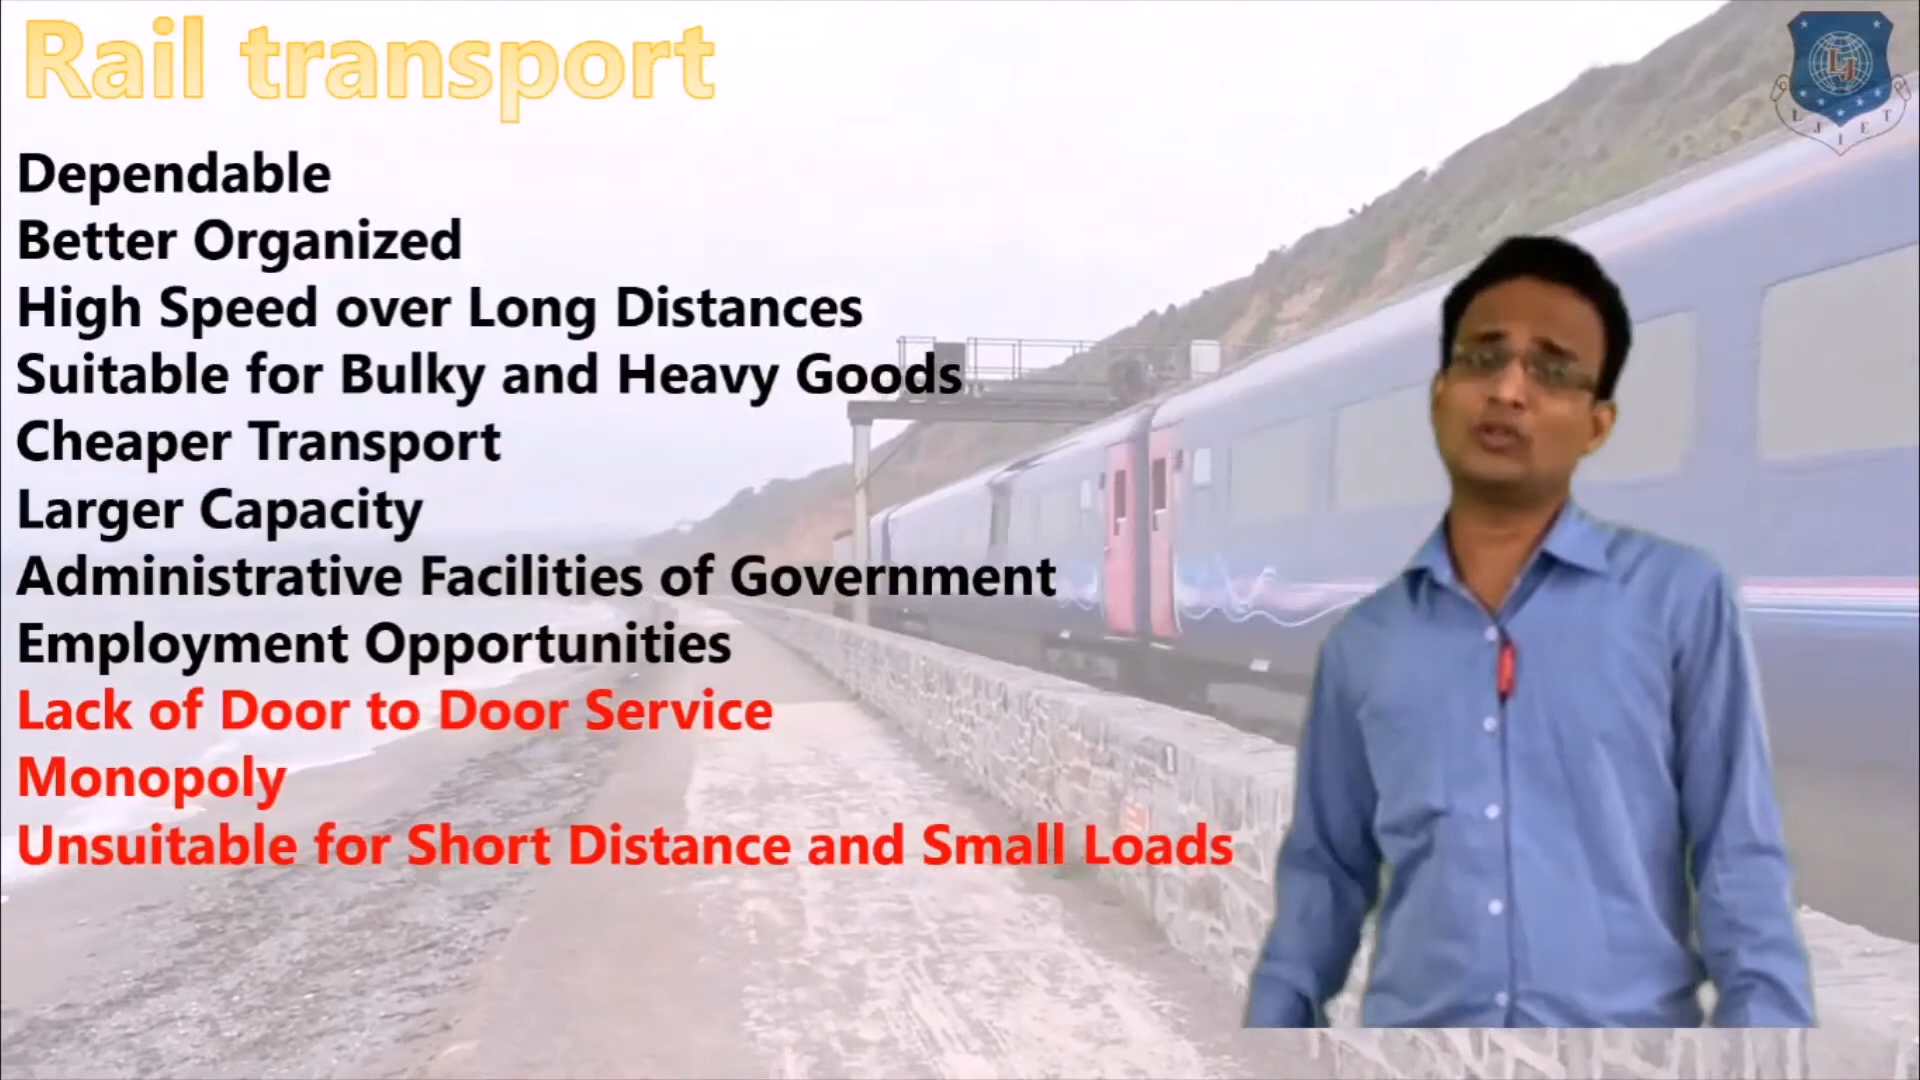 Rail transport
LJ
L J I E T
Dependable
Better Organized
High Speed over Long Distances
Suitable for Bulky and Heavy Goods
Cheaper Transport
Larger Capacity
Administrative Facilities of Government
Employment Opportunities
Lack of Door to Door Service
Monopoly
Unsuitable for Short Distance and Small Loads